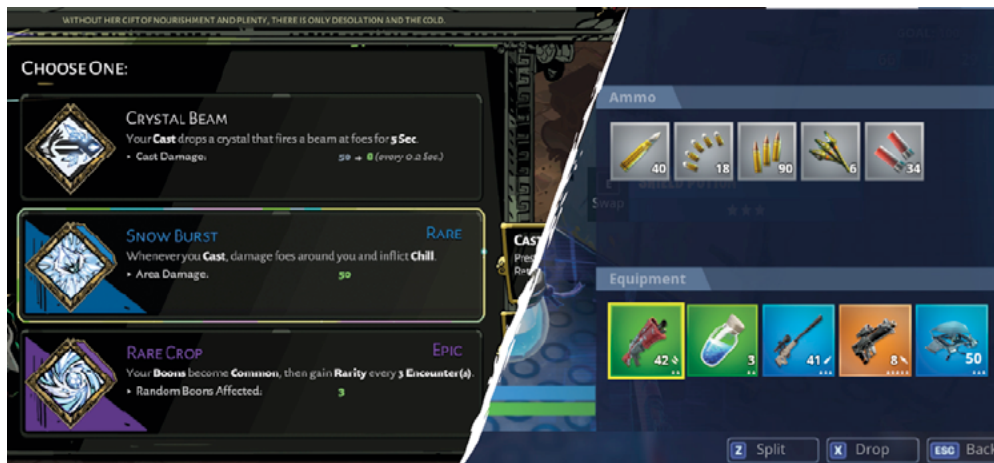 WITHOUT HER GIFT OF NOURISHMENT AND PLENTY, THERE IS ONLY DESOLATION AND THE COLD.
CHOOSE ONE:
CRYSTAL BEAM
Your Cast drops a crystal that fires a beam at foes for 5 Sec.
• Cast Damage: 50 → 8 (every 0.2 Sec.)
SNOW BURST RARE
Whenever you Cast, damage foes around you and inflict Chill.
• Area Damage: 50
RARE CROP EPIC
Your Boons become Common, then gain Rarity every 3 Encounter(s).
• Random Boons Affected: 3
CAST
Ammo
40 18 90 6 34
E SHIELD POTION
Swap
Equipment
42 3 41 8 50
Z Split X Drop ESC Back